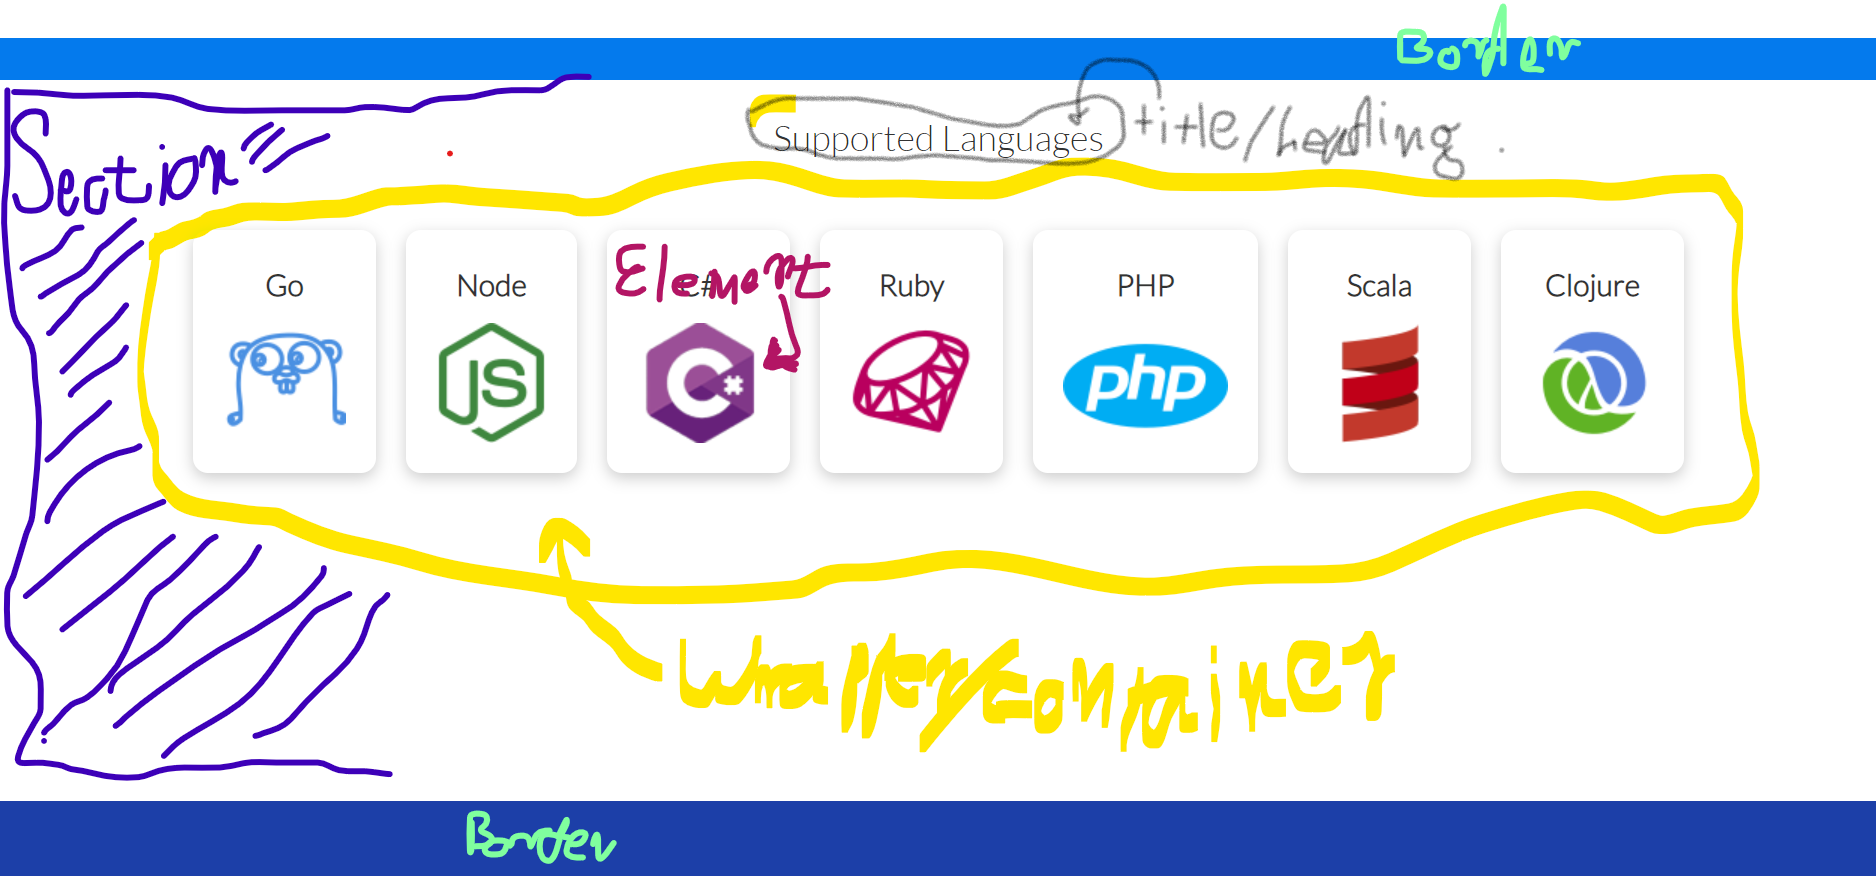 Border
Supported Languages title/heading .
Section
Go Node C# Ruby PHP Scala Clojure
Element
JS C# php
Wrapper/container
Border